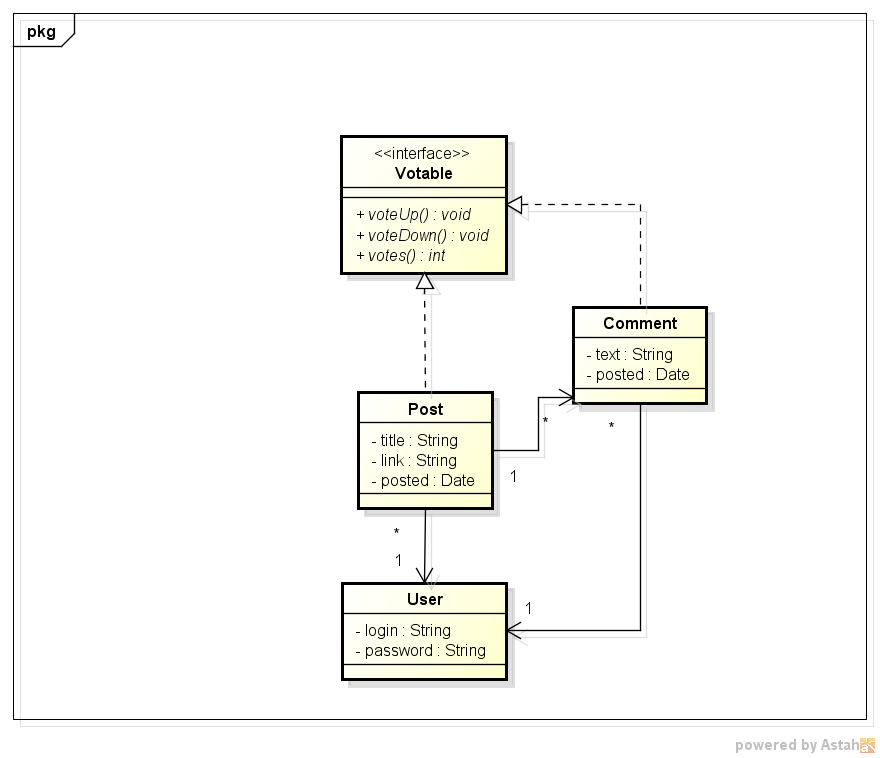 pkg
<<interface>>
Votable
+ voteUp() : void
+ voteDown() : void
+ votes() : int
Comment
- text : String
- posted : Date
Post
- title : String
- link : String
- posted : Date
*
*
1
*
1
User
- login : String
- password : String
1
powered by Astah